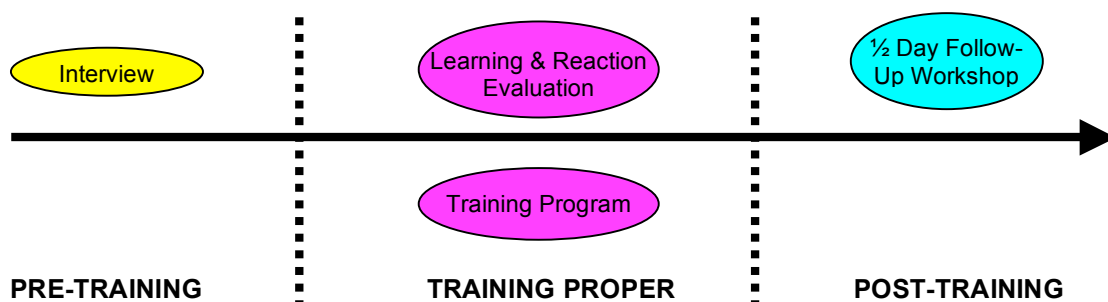 Interview
Learning & Reaction
Evaluation
½ Day Follow-
Up Workshop
Training Program
PRE-TRAINING
TRAINING PROPER
POST-TRAINING